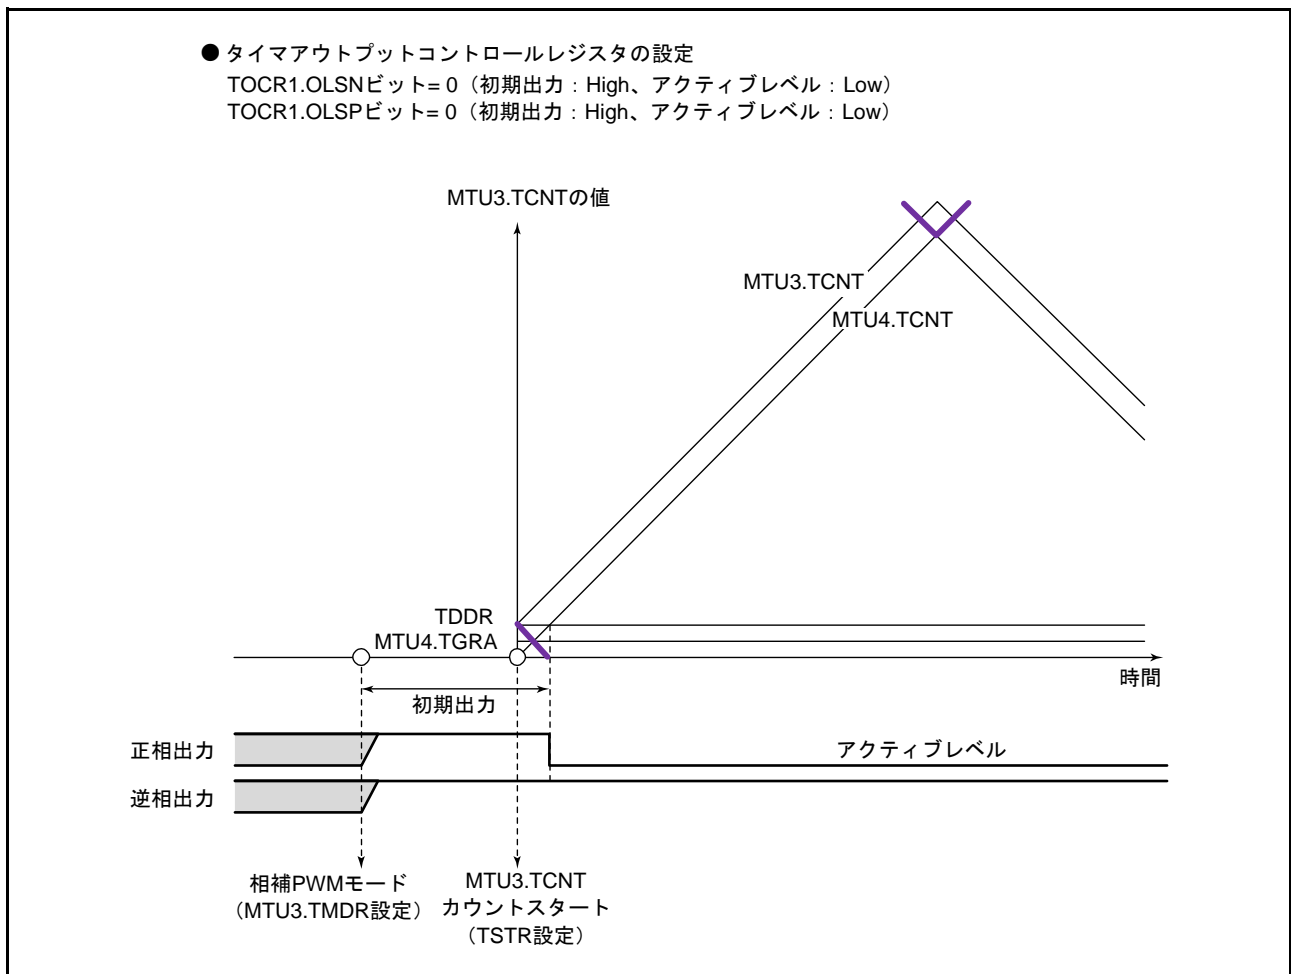 ● タイマアウトプットコントロールレジスタの設定
TOCR1.OLSNビット= 0（初期出力：High、アクティブレベル：Low）
TOCR1.OLSPビット= 0（初期出力：High、アクティブレベル：Low）
MTU3.TCNTの値
MTU3.TCNT
MTU4.TCNT
TDDR
MTU4.TGRA
時間
初期出力
正相出力
アクティブレベル
逆相出力
相補PWMモード
（MTU3.TMDR設定）
MTU3.TCNT
カウントスタート
（TSTR設定）